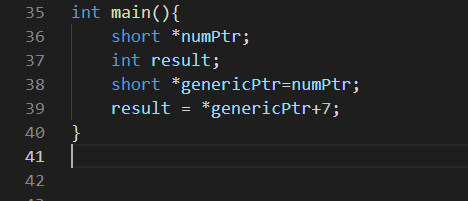 35 int main(){
36     short *numPtr;
37     int result;
38     short *genericPtr=numPtr;
39     result = *genericPtr+7;
40 }
41
42